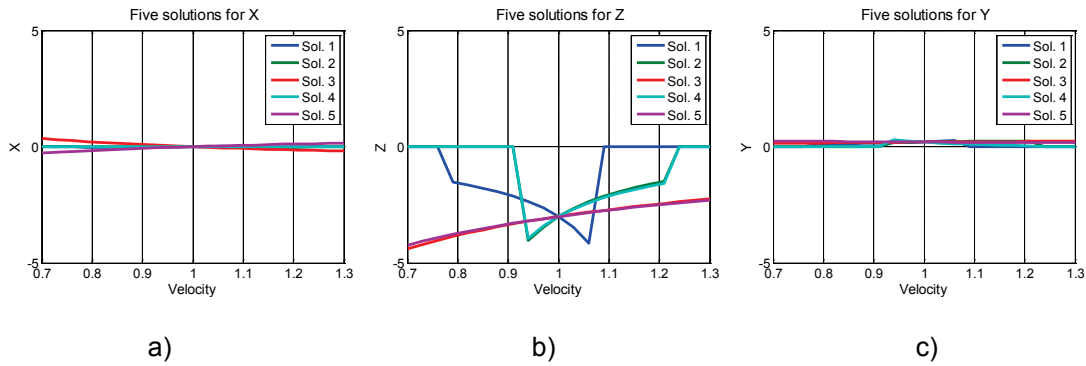 Five solutions for X
5
0
-5
X
0.7 0.8 0.9 1 1.1 1.2 1.3
Velocity
Sol. 1
Sol. 2
Sol. 3
Sol. 4
Sol. 5
a)
Five solutions for Z
5
0
-5
Z
0.7 0.8 0.9 1 1.1 1.2 1.3
Velocity
Sol. 1
Sol. 2
Sol. 3
Sol. 4
Sol. 5
b)
Five solutions for Y
5
0
-5
Y
0.7 0.8 0.9 1 1.1 1.2 1.3
Velocity
Sol. 1
Sol. 2
Sol. 3
Sol. 4
Sol. 5
c)